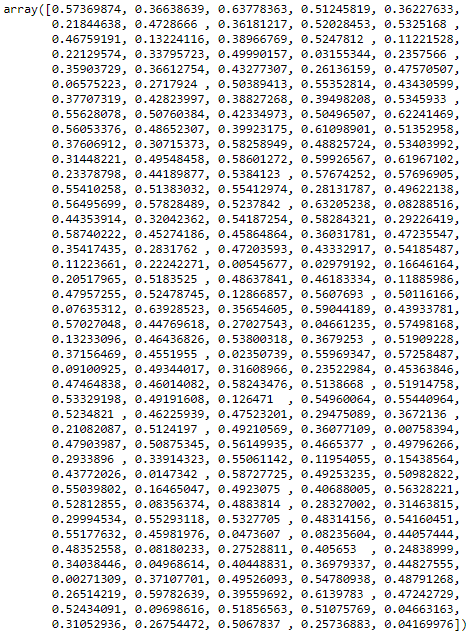 array([0.57369874, 0.36638639, 0.63778363, 0.51245819, 0.36227633,
0.21844638, 0.4728666 , 0.36181217, 0.52028453, 0.5325168 ,
0.46759191, 0.13224116, 0.38966769, 0.5247812 , 0.11221528,
0.22129574, 0.33795723, 0.49990157, 0.03155344, 0.2357566 ,
0.35903729, 0.36612754, 0.43277307, 0.26136159, 0.47570507,
0.06575223, 0.2717924 , 0.50389413, 0.55352814, 0.43430599,
0.37707319, 0.42823997, 0.38827268, 0.39498208, 0.5345933 ,
0.55628078, 0.50760384, 0.42334973, 0.50496507, 0.62241469,
0.56053376, 0.48652307, 0.39923175, 0.61098901, 0.51352958,
0.37606912, 0.30715373, 0.58258949, 0.48825724, 0.53403992,
0.31448221, 0.49548458, 0.58601272, 0.59926567, 0.61967102,
0.23378798, 0.44189877, 0.5384123 , 0.57674252, 0.57696905,
0.55410258, 0.51383032, 0.55412974, 0.28131787, 0.49622138,
0.56495699, 0.57828489, 0.5237842 , 0.63205238, 0.08288516,
0.44353914, 0.32042362, 0.54187254, 0.58284321, 0.29226419,
0.58740222, 0.45274186, 0.45864864, 0.36031781, 0.47235547,
0.35417435, 0.2831762 , 0.47203593, 0.43332917, 0.54185487,
0.11223661, 0.22242271, 0.00545677, 0.02979192, 0.16646164,
0.20517965, 0.5183525 , 0.48637841, 0.46183334, 0.11885986,
0.47957255, 0.52478745, 0.12866857, 0.5607693 , 0.50116166,
0.07635312, 0.63928523, 0.35654605, 0.59044189, 0.43933781,
0.57027048, 0.44769618, 0.27027543, 0.04661235, 0.57498168,
0.13233096, 0.46436826, 0.53800318, 0.3679253 , 0.51909228,
0.37156469, 0.4551955 , 0.02350739, 0.55969347, 0.57258487,
0.09100925, 0.49344017, 0.31608966, 0.23522984, 0.45363846,
0.47464838, 0.46014082, 0.58243476, 0.5138668 , 0.51914758,
0.53329198, 0.49191608, 0.126471  , 0.54960064, 0.55440964,
0.5234821 , 0.46225939, 0.47523201, 0.29475089, 0.3672136 ,
0.21082087, 0.5124197 , 0.49210569, 0.36077109, 0.00758394,
0.47903987, 0.50875345, 0.56149935, 0.4665377 , 0.49796266,
0.2933896 , 0.33914323, 0.55061142, 0.11954055, 0.15438564,
0.43772026, 0.0147342 , 0.58727725, 0.49253235, 0.50982822,
0.55039802, 0.16465047, 0.4923075 , 0.40688005, 0.56328221,
0.52812855, 0.08356374, 0.4883814 , 0.28327002, 0.31463815,
0.29994534, 0.55293118, 0.5327705 , 0.48314156, 0.54160451,
0.55177632, 0.45981976, 0.0473607 , 0.08235604, 0.44057444,
0.48352558, 0.08180233, 0.27528811, 0.405653  , 0.24838999,
0.34038446, 0.04968614, 0.40448831, 0.36979337, 0.44827555,
0.00271309, 0.37107701, 0.49526093, 0.54780938, 0.48791268,
0.26514219, 0.59782639, 0.39559692, 0.6139783 , 0.47242729,
0.52434091, 0.09698616, 0.51856563, 0.51075769, 0.04663163,
0.31052936, 0.26754472, 0.5067837 , 0.25736883, 0.04169976])